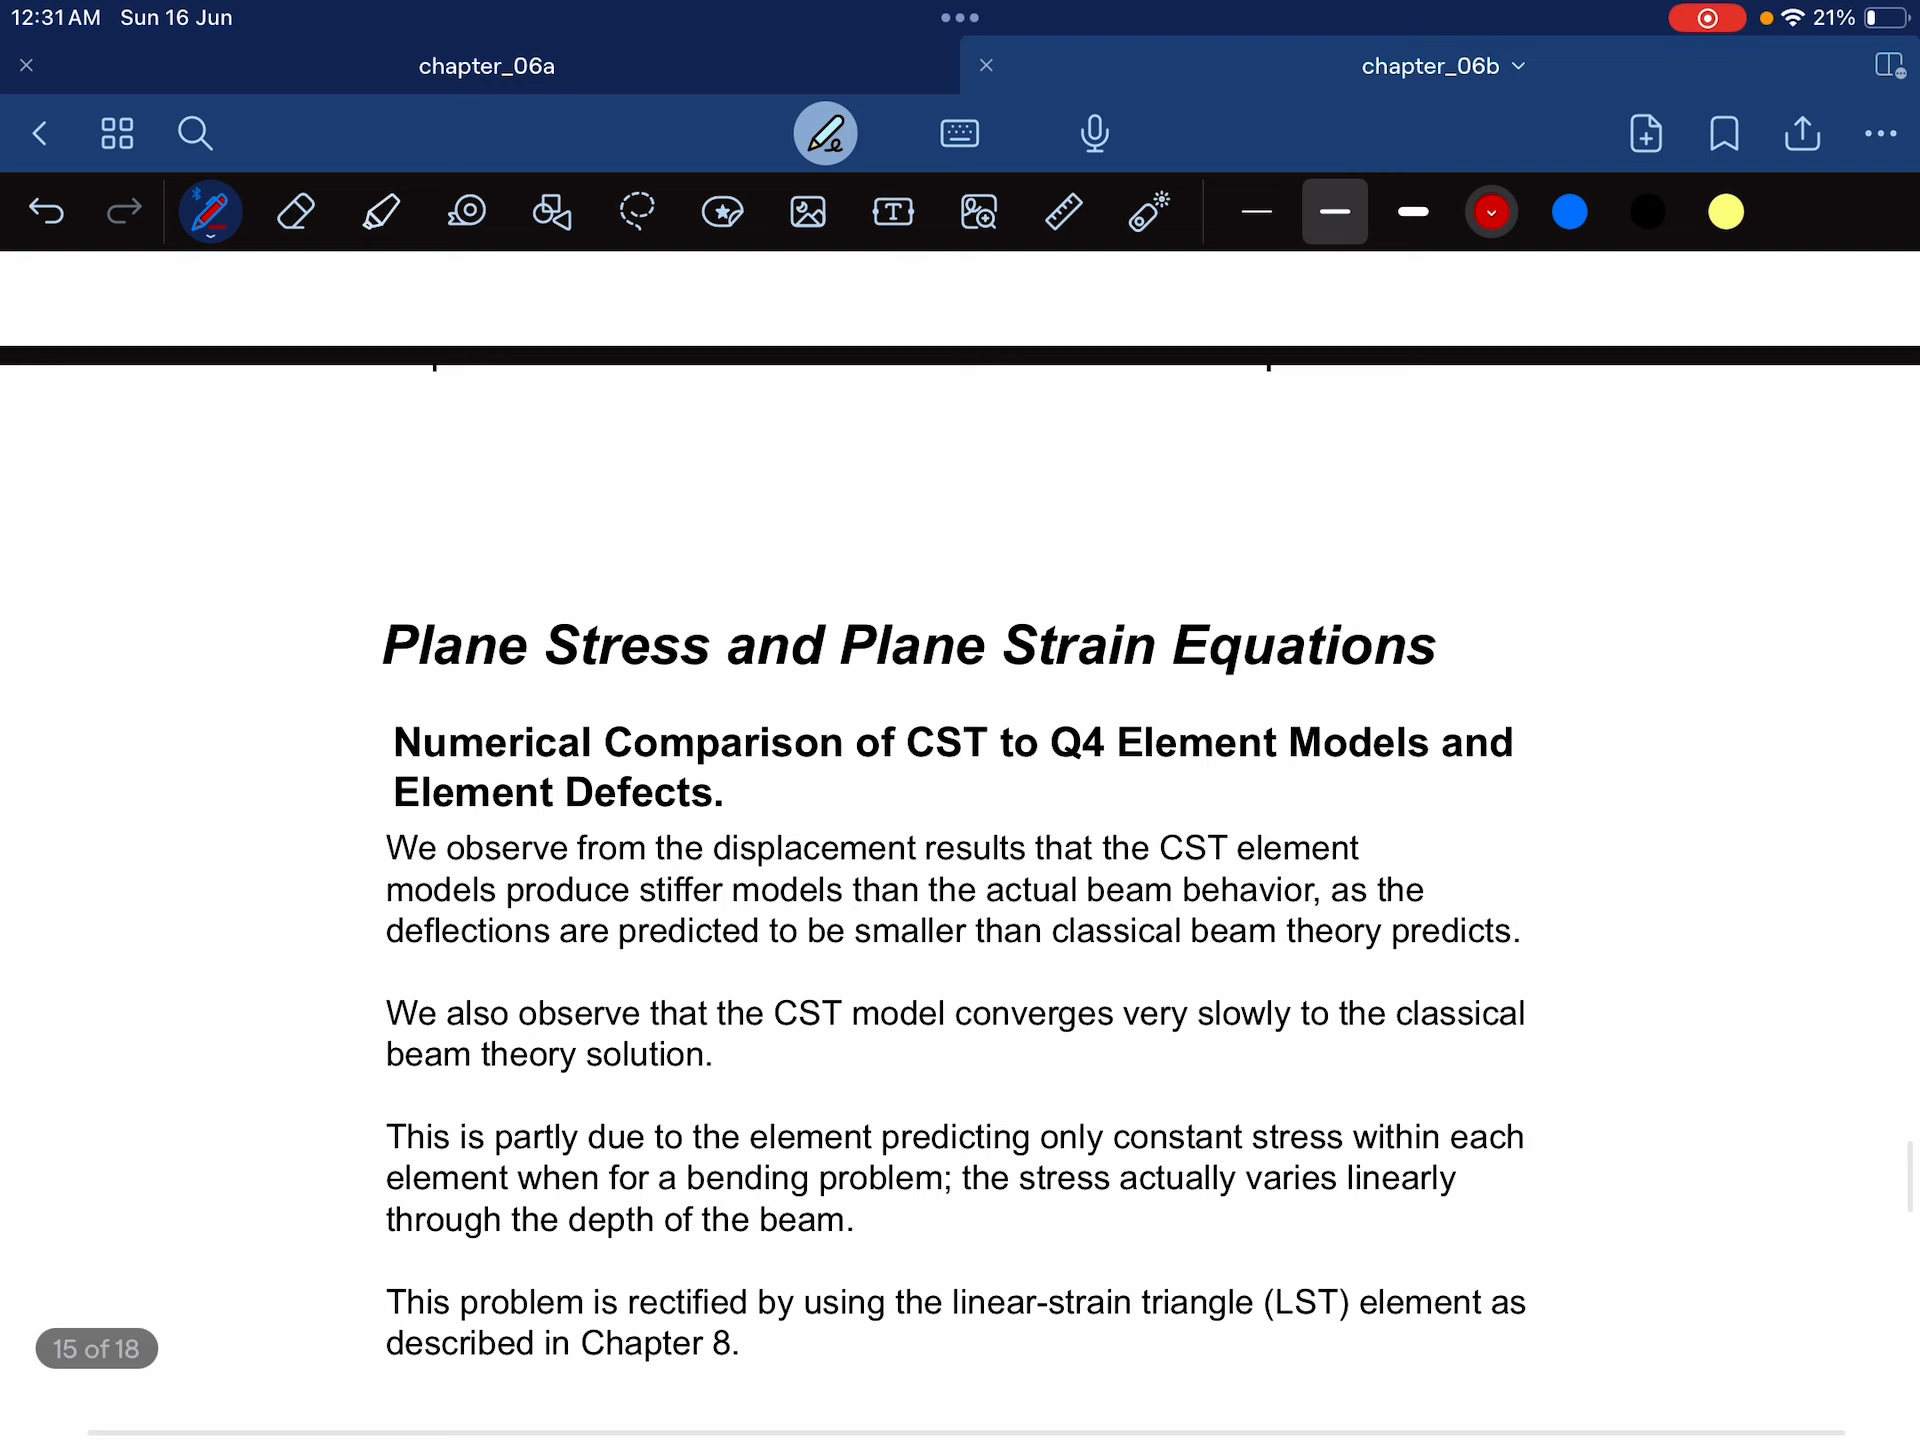 12:31 AM Sun 16 Jun
21%
chapter_06a
chapter_06b
Plane Stress and Plane Strain Equations
Numerical Comparison of CST to Q4 Element Models and
Element Defects.
We observe from the displacement results that the CST element
models produce stiffer models than the actual beam behavior, as the
deflections are predicted to be smaller than classical beam theory predicts.
We also observe that the CST model converges very slowly to the classical
beam theory solution.
This is partly due to the element predicting only constant stress within each
element when for a bending problem; the stress actually varies linearly
through the depth of the beam.
This problem is rectified by using the linear-strain triangle (LST) element as
described in Chapter 8.
15 of 18